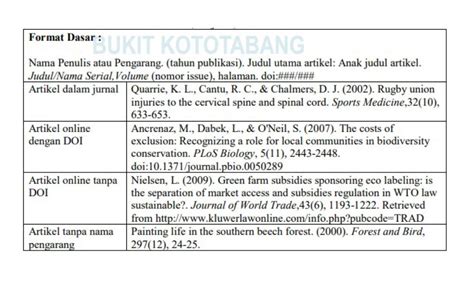 Format Dasar :
BUKIT KOTOTABANG
Nama Penulis atau Pengarang. (tahun publikasi). Judul utama artikel: Anak judul artikel.
Judul/Nama Serial,Volume (nomor issue), halaman. doi:###/###
Artikel dalam jurnal
Quarrie, K. L., Cantu, R. C., & Chalmers, D. J. (2002). Rugby union
injuries to the cervical spine and spinal cord. Sports Medicine,32(10),
633-653.
Artikel online
dengan DOI
Ancrenaz, M., Dabek, L., & O'Neil, S. (2007). The costs of
exclusion: Recognizing a role for local communities in biodiversity
conservation. PLoS Biology, 5(11), 2443-2448.
doi:10.1371/journal.pbio.0050289
Artikel online tanpa
DOI
Nielsen, L. (2009). Green farm subsidies sponsoring eco labeling: is
the separation of market access and subsidies regulation in WTO law
sustainable?. Journal of World Trade,43(6), 1193-1222. Retrieved
from http://www.kluwerlawonline.com/info.php?pubcode=TRAD
Artikel tanpa nama
pengarang
Painting life in the southern beech forest. (2000). Forest and Bird,
297(12), 24-25.